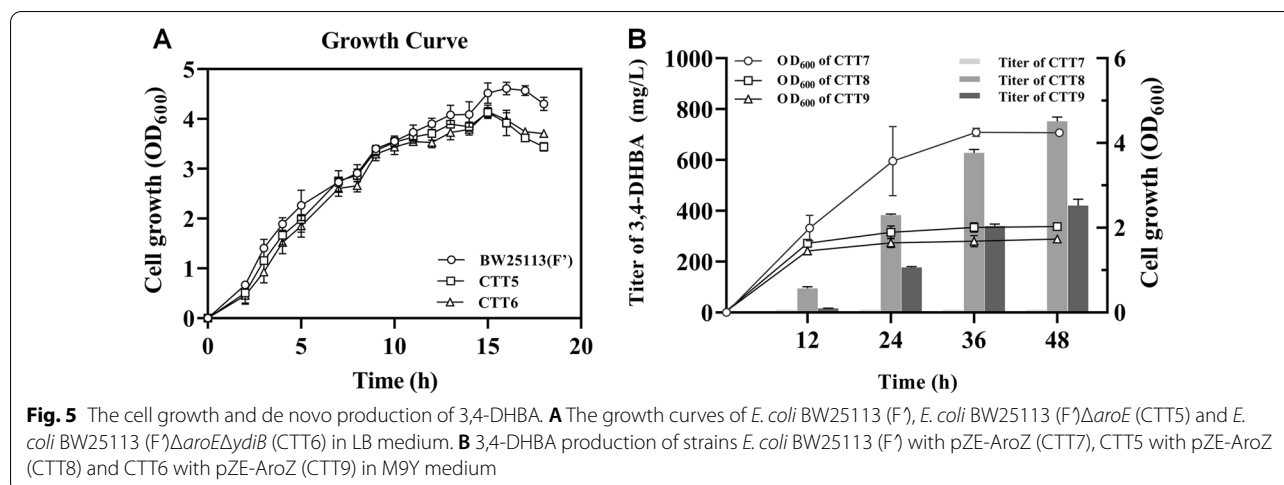 A
Growth Curve
Cell growth (OD600)
5
4
3
2
1
0
BW25113(F')
CTT5
CTT6
0 5 10 15 20
Time (h)
B
Titer of 3,4-DHBA (mg/L)
1000
800
600
400
200
0
OD600 of CTT7
OD600 of CTT8
OD600 of CTT9
Titer of CTT7
Titer of CTT8
Titer of CTT9
6
4
2
0
Cell growth (OD600)
12 24 36 48
Time (h)
Fig. 5 The cell growth and de novo production of 3,4-DHBA. A The growth curves of E. coli BW25113 (F'), E. coli BW25113 (F')ΔaroE (CTT5) and E.
coli BW25113 (F')ΔaroEΔydiB (CTT6) in LB medium. B 3,4-DHBA production of strains E. coli BW25113 (F') with pZE-AroZ (CTT7), CTT5 with pZE-AroZ
(CTT8) and CTT6 with pZE-AroZ (CTT9) in M9Y medium